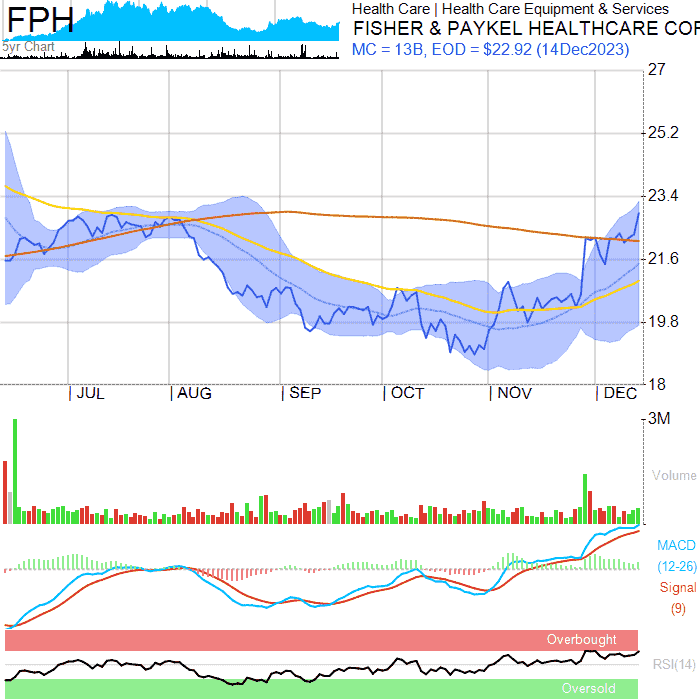 FPH
5yr Chart
Health Care | Health Care Equipment & Services
FISHER & PAYKEL HEALTHCARE COR
MC = 13B, EOD = $22.92 (14Dec2023)
27
25.2
23.4
21.6
19.8
18
| JUL
| AUG
| SEP
| OCT
| NOV
| DEC
3M
Volume
MACD
(12-26)
Signal
(9)
Overbought
RSI(14)
Oversold